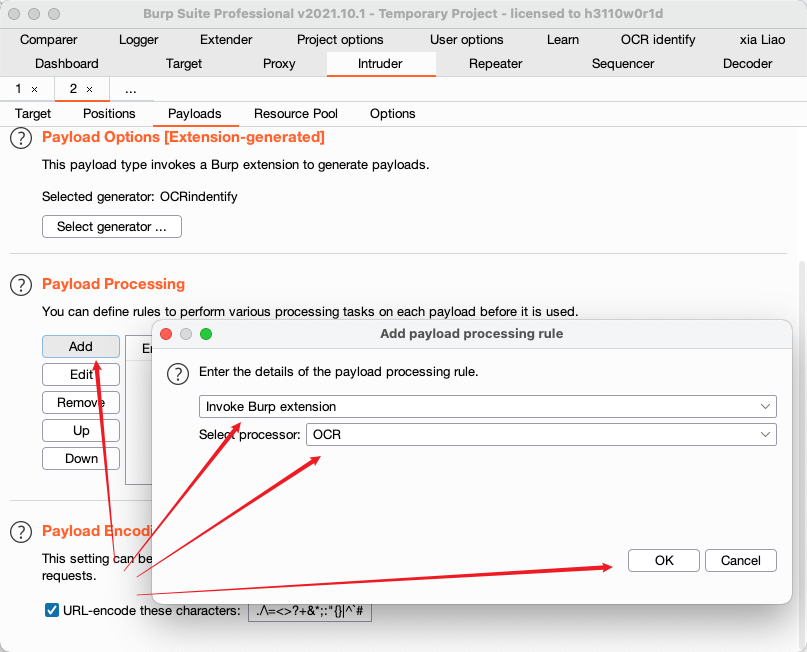 Burp Suite Professional v2021.10.1 - Temporary Project - licensed to h3110w0r1d
Comparer Logger Extender Project options User options Learn OCR identify xia Liao
Dashboard Target Proxy Intruder Repeater Sequencer Decoder
1 × 2 × ...
Target Positions Payloads Resource Pool Options
? Payload Options [Extension-generated]
This payload type invokes a Burp extension to generate payloads.
Selected generator: OCRindentify
Select generator ...
? Payload Processing
You can define rules to perform various processing tasks on each payload before it is used.
Add
Edit
Remove
Up
Down
Add payload processing rule
? Enter the details of the payload processing rule.
Invoke Burp extension
Select processor: OCR
OK Cancel
? Payload Encodi
This setting can be
requests.
URL-encode these characters: ./\=<>?+&*;:"{}|^`#